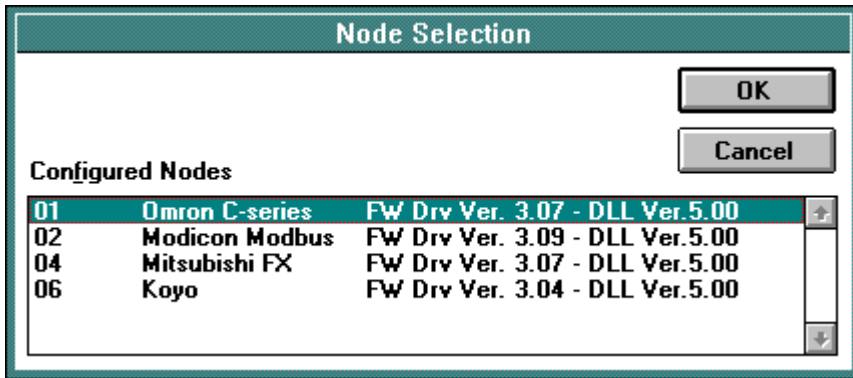 Node Selection
OK
Cancel
Configured Nodes
01 Omron C-series FW Drv Ver. 3.07 - DLL Ver.5.00
02 Modicon Modbus FW Drv Ver. 3.09 - DLL Ver.5.00
04 Mitsubishi FX FW Drv Ver. 3.07 - DLL Ver.5.00
06 Koyo FW Drv Ver. 3.04 - DLL Ver.5.00